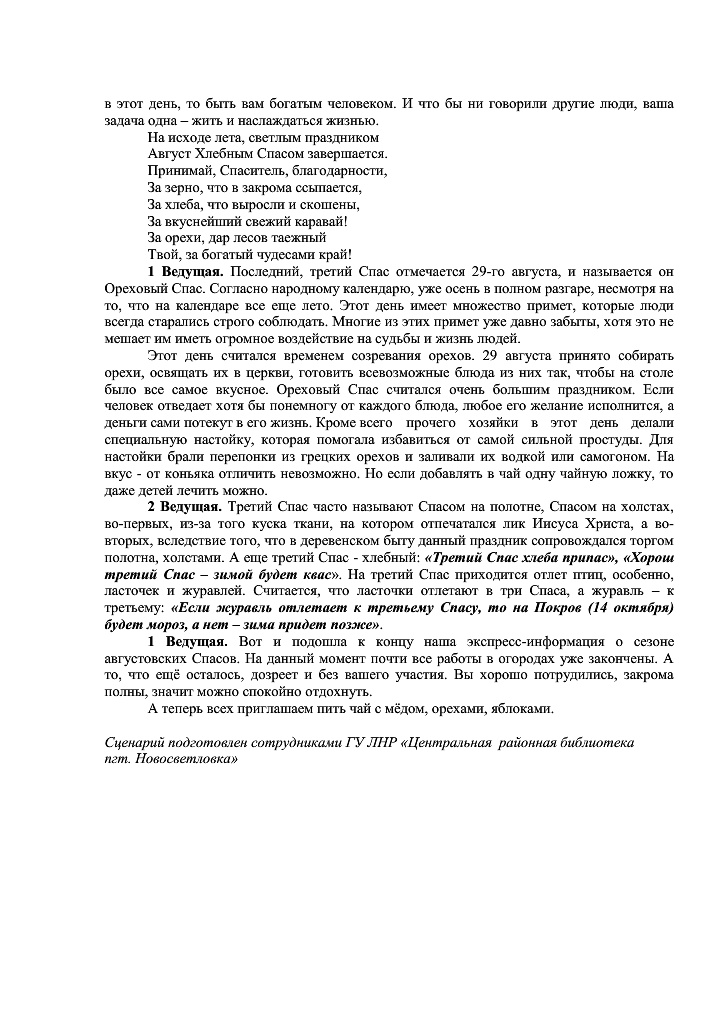 в этот день, то быть вам богатым человеком. И что бы ни говорили другие люди, ваша
задача одна – жить и наслаждаться жизнью.
На исходе лета, светлым праздником
Август Хлебным Спасом завершается.
Принимай, Спаситель, благодарности,
За зерно, что в закрома ссыпается,
За хлеба, что выросли и скошены,
За вкуснейший свежий каравай!
За орехи, дар лесов таежный
Твой, за богатый чудесами край!
1 Ведущая. Последний, третий Спас отмечается 29-го августа, и называется он
Ореховый Спас. Согласно народному календарю, уже осень в полном разгаре, несмотря на
то, что на календаре все еще лето. Этот день имеет множество примет, которые люди
всегда старались строго соблюдать. Многие из этих примет уже давно забыты, хотя это не
мешает им иметь огромное воздействие на судьбы и жизнь людей.
Этот день считался временем созревания орехов. 29 августа принято собирать
орехи, освящать их в церкви, готовить всевозможные блюда из них так, чтобы на столе
было все самое вкусное. Ореховый Спас считался очень большим праздником. Если
человек отведает хотя бы понемногу от каждого блюда, любое его желание исполнится, а
деньги сами потекут в его жизнь. Кроме всего прочего хозяйки в этот день делали
специальную настойку, которая помогала избавиться от самой сильной простуды. Для
настойки брали перепонки из грецких орехов и заливали их водкой или самогоном. На
вкус - от коньяка отличить невозможно. Но если добавлять в чай одну чайную ложку, то
даже детей лечить можно.
2 Ведущая. Третий Спас часто называют Спасом на полотне, Спасом на холстах,
во-первых, из-за того куска ткани, на котором отпечатался лик Иисуса Христа, а во-
вторых, вследствие того, что в деревенском быту данный праздник сопровождался торгом
полотна, холстами. А еще третий Спас - хлебный: «Третий Спас хлеба припас», «Хорош
третий Спас – зимой будет квас». На третий Спас приходится отлет птиц, особенно,
ласточек и журавлей. Считается, что ласточки отлетают в три Спаса, а журавль – к
третьему: «Если журавль отлетает к третьему Спасу, то на Покров (14 октября)
будет мороз, а нет – зима придет позже».
1 Ведущая. Вот и подошла к концу наша экспресс-информация о сезоне
августовских Спасов. На данный момент почти все работы в огородах уже закончены. А
то, что ещё осталось, дозреет и без вашего участия. Вы хорошо потрудились, закрома
полны, значит можно спокойно отдохнуть.
А теперь всех приглашаем пить чай с мёдом, орехами, яблоками.
Сценарий подготовлен сотрудниками ГУ ЛНР «Центральная районная библиотека
пгт. Новосветловка»